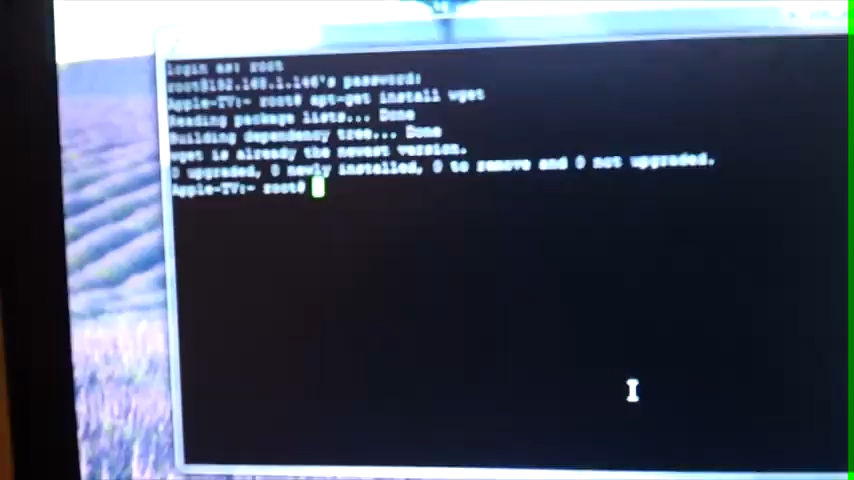 login as: root
root@192.168.1.146's password:
Apple-TV:~ root# apt-get install wget
Reading package lists... Done
Building dependency tree... Done
wget is already the newest version.
0 upgraded, 0 newly installed, 0 to remove and 0 not upgraded.
Apple-TV:~ root#